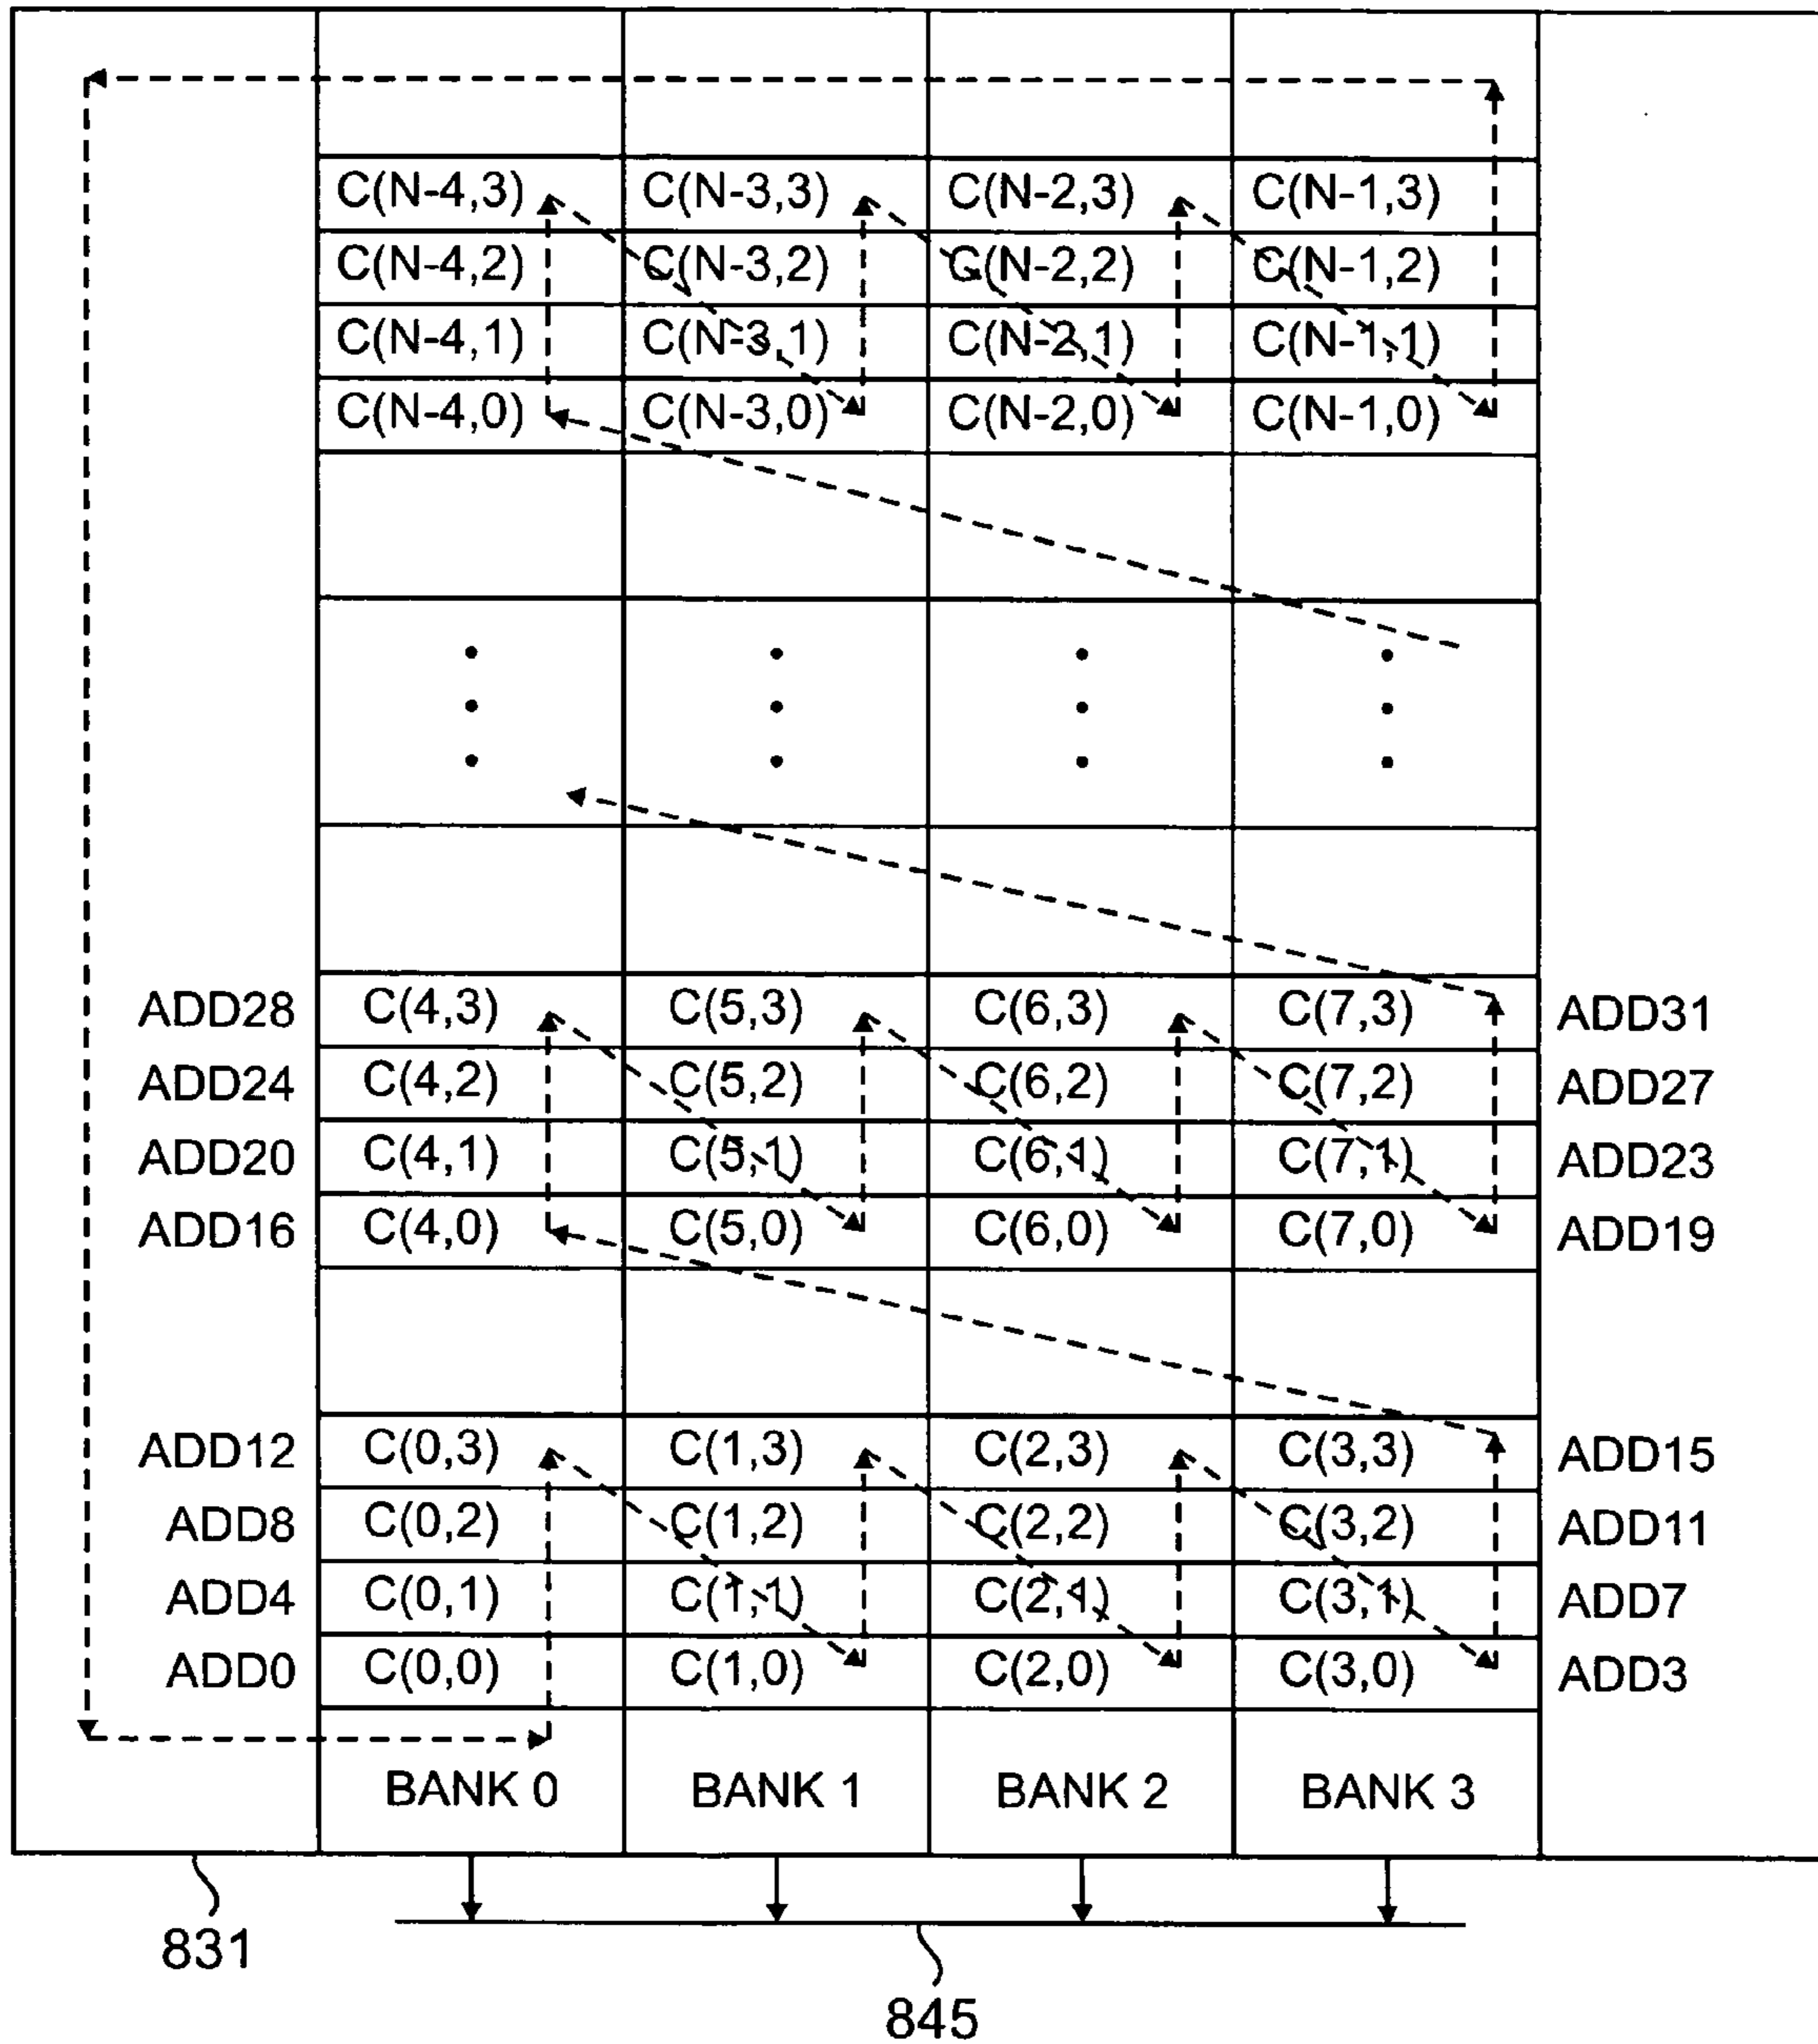 C(N-4,3) C(N-3,3) C(N-2,3) C(N-1,3)
C(N-4,2) C(N-3,2) C(N-2,2) C(N-1,2)
C(N-4,1) C(N-3,1) C(N-2,1) C(N-1,1)
C(N-4,0) C(N-3,0) C(N-2,0) C(N-1,0)
ADD28 C(4,3) C(5,3) C(6,3) C(7,3) ADD31
ADD24 C(4,2) C(5,2) C(6,2) C(7,2) ADD27
ADD20 C(4,1) C(5,1) C(6,1) C(7,1) ADD23
ADD16 C(4,0) C(5,0) C(6,0) C(7,0) ADD19
ADD12 C(0,3) C(1,3) C(2,3) C(3,3) ADD15
ADD8 C(0,2) C(1,2) C(2,2) C(3,2) ADD11
ADD4 C(0,1) C(1,1) C(2,1) C(3,1) ADD7
ADD0 C(0,0) C(1,0) C(2,0) C(3,0) ADD3
BANK 0 BANK 1 BANK 2 BANK 3
831
845